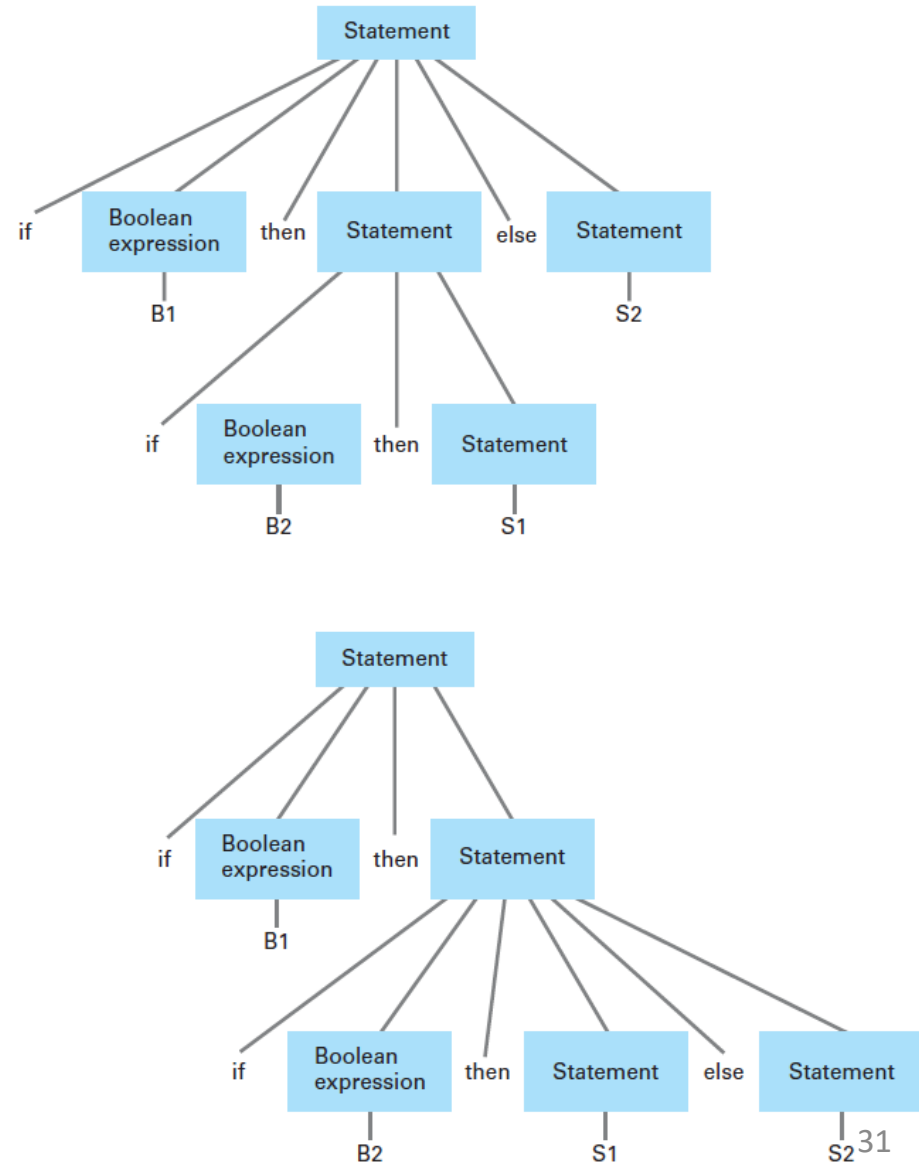 Statement
if
Boolean
expression
then
Statement
else
Statement
B1
S2
if
Boolean
expression
then
Statement
B2
S1
Statement
if
Boolean
expression
then
Statement
B1
if
Boolean
expression
then
Statement
else
Statement
B2
S1
S2
31